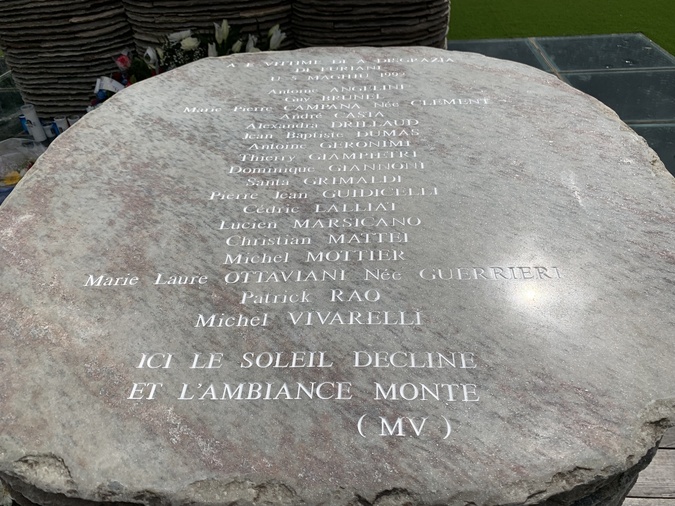 A E VITTIME DI A DISGRAZIA
DI FURIANI
U 5 MAGHJU 1992
Antoine ANGELINI
Guy BRUNEL
Marie Pierre CAMPANA Née CLEMENT
André CASTA
Alexandra DRILLAUD
Jean Baptiste DUMAS
Antoine GERONIMI
Thierry GIAMPIETRI
Dominique GIANNONI
Santa GRIMALDI
Pierre Jean GUIDICELLI
Cédric LALLIAT
Lucien MARSICANO
Christian MATTEI
Michel MOTTIER
Marie Laure OTTAVIANI Née GUERRIERI
Patrick RAO
Michel VIVARELLI
ICI LE SOLEIL DECLINE
ET L'AMBIANCE MONTE
(MV)